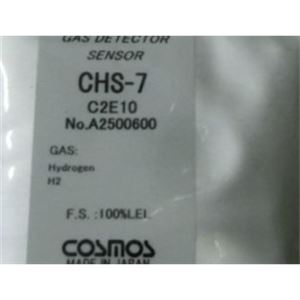 GAS DETECTOR
SENSOR
CHS-7
C2E10
No.A2500600
GAS:
Hydrogen
H2
F.S. :100%LEL
COSMOS
MADE IN JAPAN